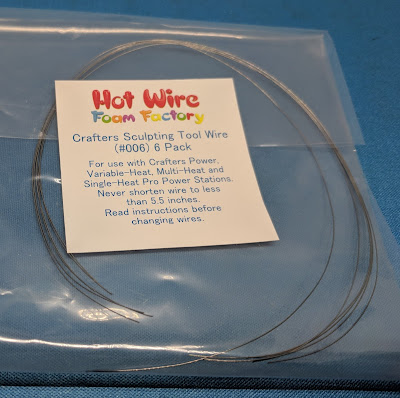 Hot Wire
Foam Factory
Crafters Sculpting Tool Wire
(#006) 6 Pack
For use with Crafters Power,
Variable-Heat, Multi-Heat and
Single-Heat Pro Power Stations.
Never shorten wire to less
than 5.5 inches.
Read instructions before
changing wires.